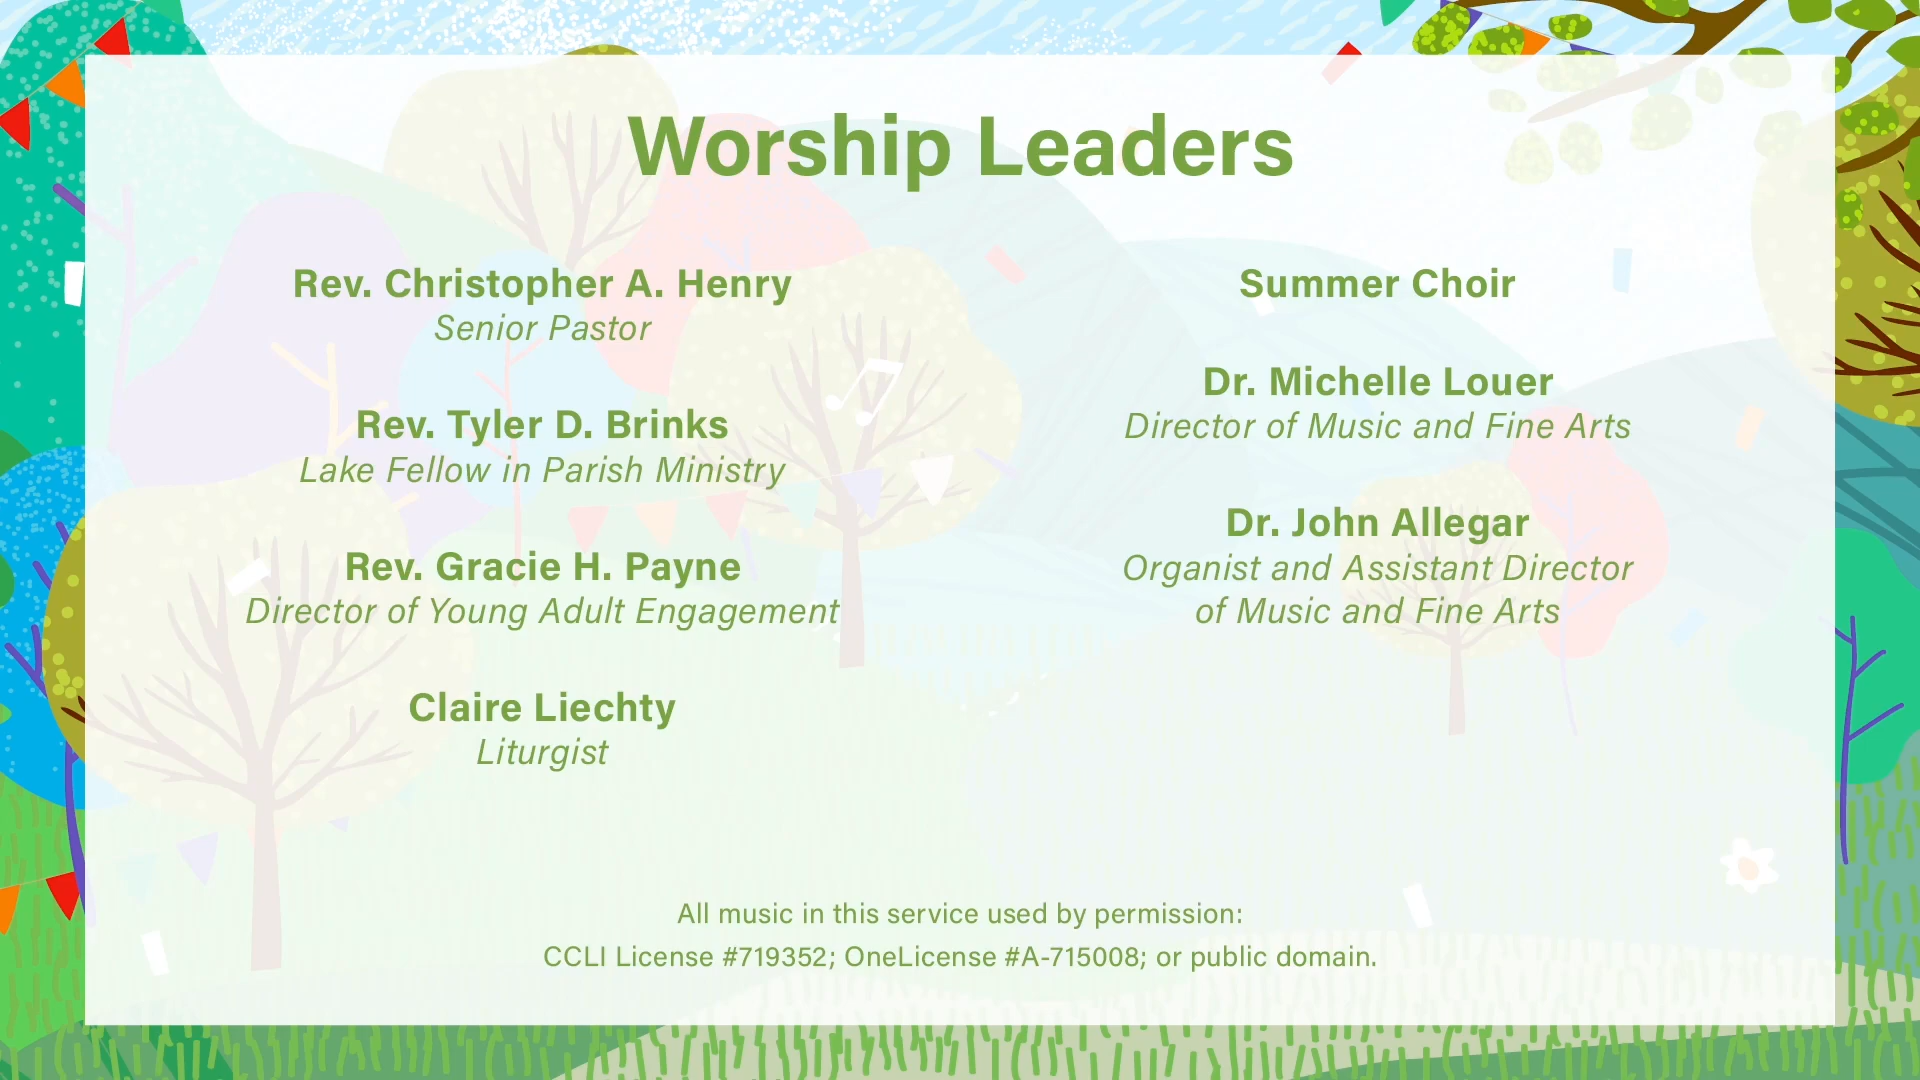 Worship Leaders
Rev. Christopher A. Henry
Senior Pastor
Rev. Tyler D. Brinks
Lake Fellow in Parish Ministry
Rev. Gracie H. Payne
Director of Young Adult Engagement
Claire Liechty
Liturgist
Summer Choir
Dr. Michelle Louer
Director of Music and Fine Arts
Dr. John Allegar
Organist and Assistant Director
of Music and Fine Arts
All music in this service used by permission:
CCLI License #719352; OneLicense #A-715008; or public domain.